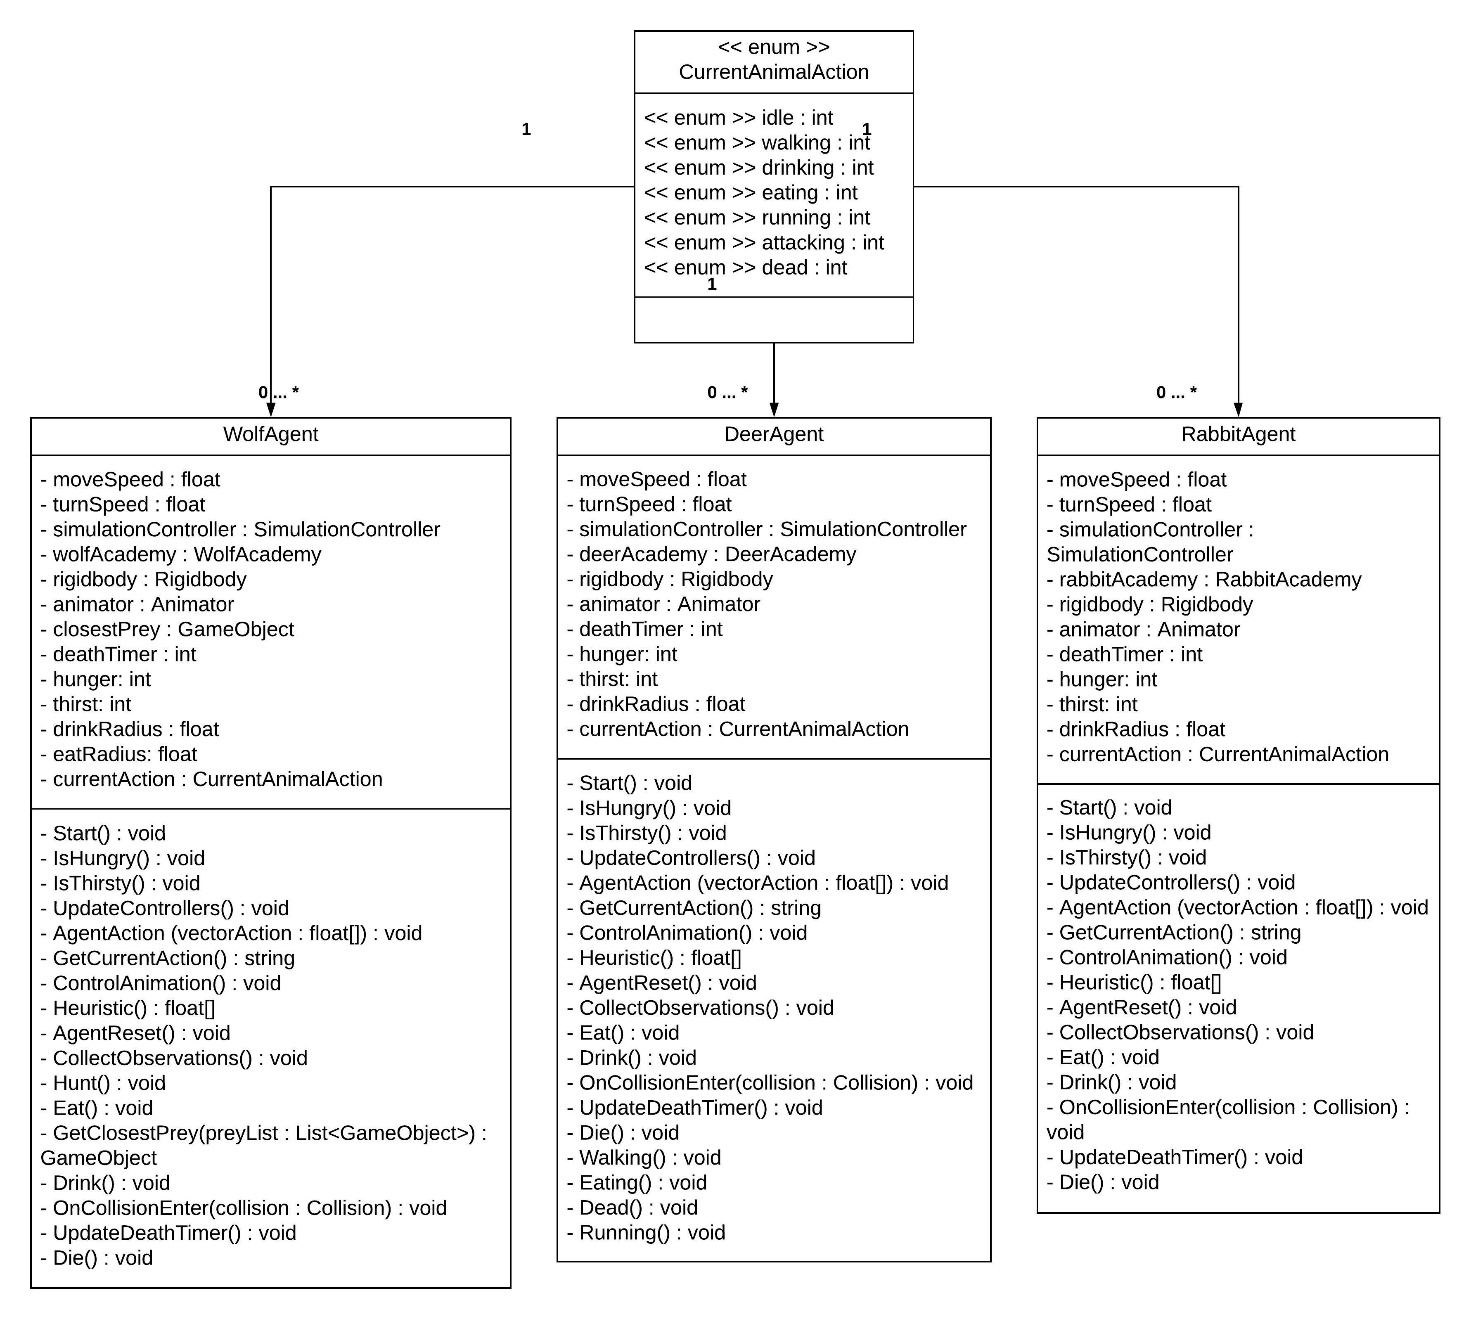 << enum >>
CurrentAnimalAction
<< enum >> idle : int
<< enum >> walking : int
<< enum >> drinking : int
<< enum >> eating : int
<< enum >> running : int
<< enum >> attacking : int
<< enum >> dead : int
1
1
1
0 ... *
0 ... *
0 ... *
WolfAgent
- moveSpeed : float
- turnSpeed : float
- simulationController : SimulationController
- wolfAcademy : WolfAcademy
- rigidbody : Rigidbody
- animator : Animator
- closestPrey : GameObject
- deathTimer : int
- hunger: int
- thirst: int
- drinkRadius : float
- eatRadius: float
- currentAction : CurrentAnimalAction
- Start() : void
- IsHungry() : void
- IsThirsty() : void
- UpdateControllers() : void
- AgentAction (vectorAction : float[]) : void
- GetCurrentAction() : string
- ControlAnimation() : void
- Heuristic() : float[]
- AgentReset() : void
- CollectObservations() : void
- Hunt() : void
- Eat() : void
- GetClosestPrey(preyList : List<GameObject>) :
GameObject
- Drink() : void
- OnCollisionEnter(collision : Collision) : void
- UpdateDeathTimer() : void
- Die() : void
DeerAgent
- moveSpeed : float
- turnSpeed : float
- simulationController : SimulationController
- deerAcademy : DeerAcademy
- rigidbody : Rigidbody
- animator : Animator
- deathTimer : int
- hunger: int
- thirst: int
- drinkRadius : float
- currentAction : CurrentAnimalAction
- Start() : void
- IsHungry() : void
- IsThirsty() : void
- UpdateControllers() : void
- AgentAction (vectorAction : float[]) : void
- GetCurrentAction() : string
- ControlAnimation() : void
- Heuristic() : float[]
- AgentReset() : void
- CollectObservations() : void
- Eat() : void
- Drink() : void
- OnCollisionEnter(collision : Collision) : void
- UpdateDeathTimer() : void
- Die() : void
- Walking() : void
- Eating() : void
- Dead() : void
- Running() : void
RabbitAgent
- moveSpeed : float
- turnSpeed : float
- simulationController :
SimulationController
- rabbitAcademy : RabbitAcademy
- rigidbody : Rigidbody
- animator : Animator
- deathTimer : int
- hunger: int
- thirst: int
- drinkRadius : float
- currentAction : CurrentAnimalAction
- Start() : void
- IsHungry() : void
- IsThirsty() : void
- UpdateControllers() : void
- AgentAction (vectorAction : float[]) : void
- GetCurrentAction() : string
- ControlAnimation() : void
- Heuristic() : float[]
- AgentReset() : void
- CollectObservations() : void
- Eat() : void
- Drink() : void
- OnCollisionEnter(collision : Collision) :
void
- UpdateDeathTimer() : void
- Die() : void